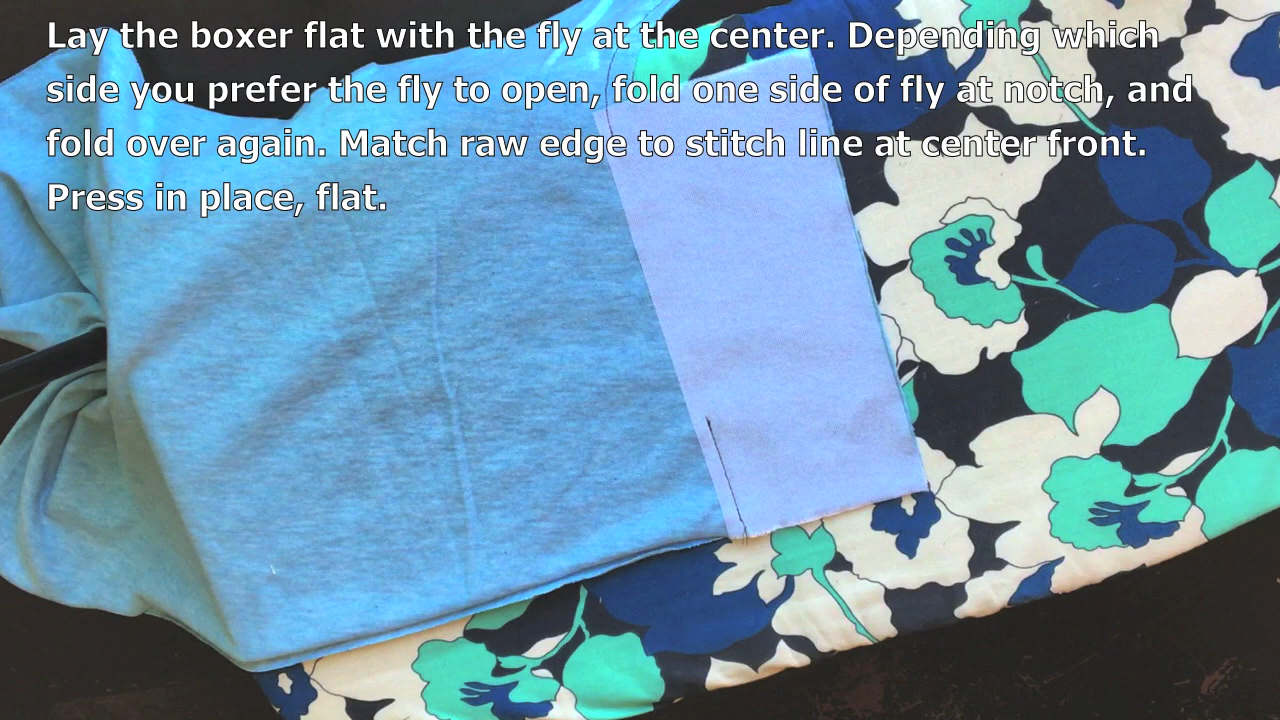 Lay the boxer flat with the fly at the center. Depending which
side you prefer the fly to open, fold one side of fly at notch, and
fold over again. Match raw edge to stitch line at center front.
Press in place, flat.